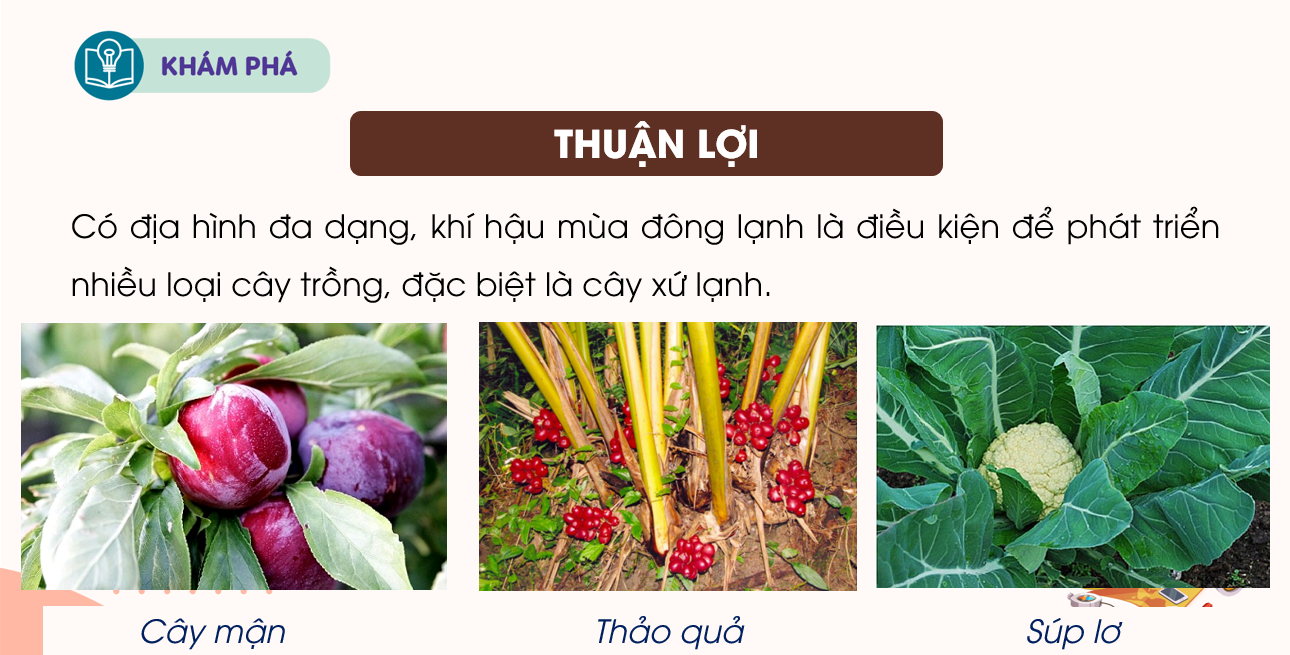 KHÁM PHÁ
THUẬN LỢI
Có địa hình đa dạng, khí hậu mùa đông lạnh là điều kiện để phát triển
nhiều loại cây trồng, đặc biệt là cây xứ lạnh.
Cây mận
Thảo quả
Súp lơ